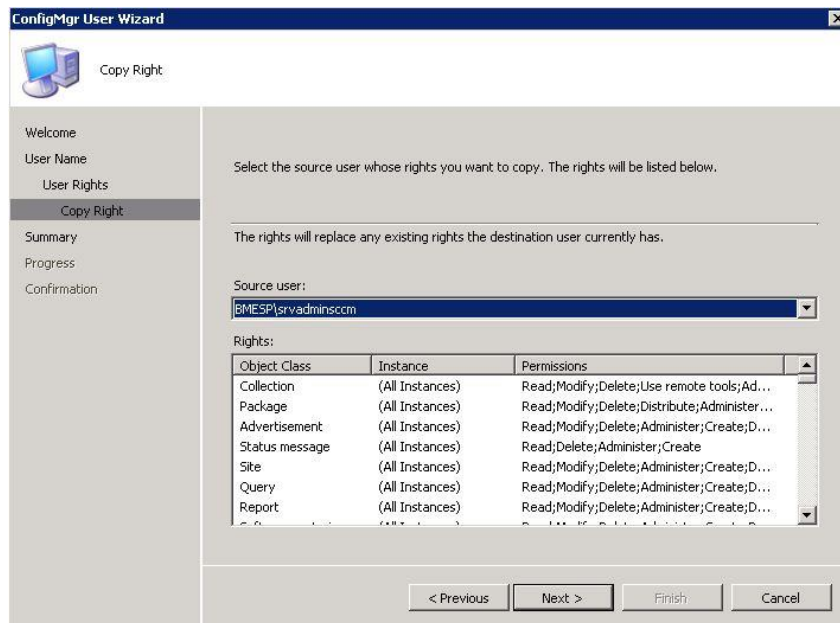 ConfigMgr User Wizard
Copy Right
Welcome
User Name
User Rights
Copy Right
Summary
Progress
Confirmation
Select the source user whose rights you want to copy. The rights will be listed below.
The rights will replace any existing rights the destination user currently has.
Source user:
BMESP\srvadminsccm
Rights:
Object Class Instance Permissions
Collection (All Instances) Read;Modify;Delete;Use remote tools;Ad...
Package (All Instances) Read;Modify;Delete;Distribute;Administer...
Advertisement (All Instances) Read;Modify;Delete;Administer;Create;D...
Status message (All Instances) Read;Delete;Administer;Create
Site (All Instances) Read;Modify;Delete;Administer;Create;D...
Query (All Instances) Read;Modify;Delete;Administer;Create;D...
Report (All Instances) Read;Modify;Delete;Administer;Create;D...
< Previous Next > Finish Cancel